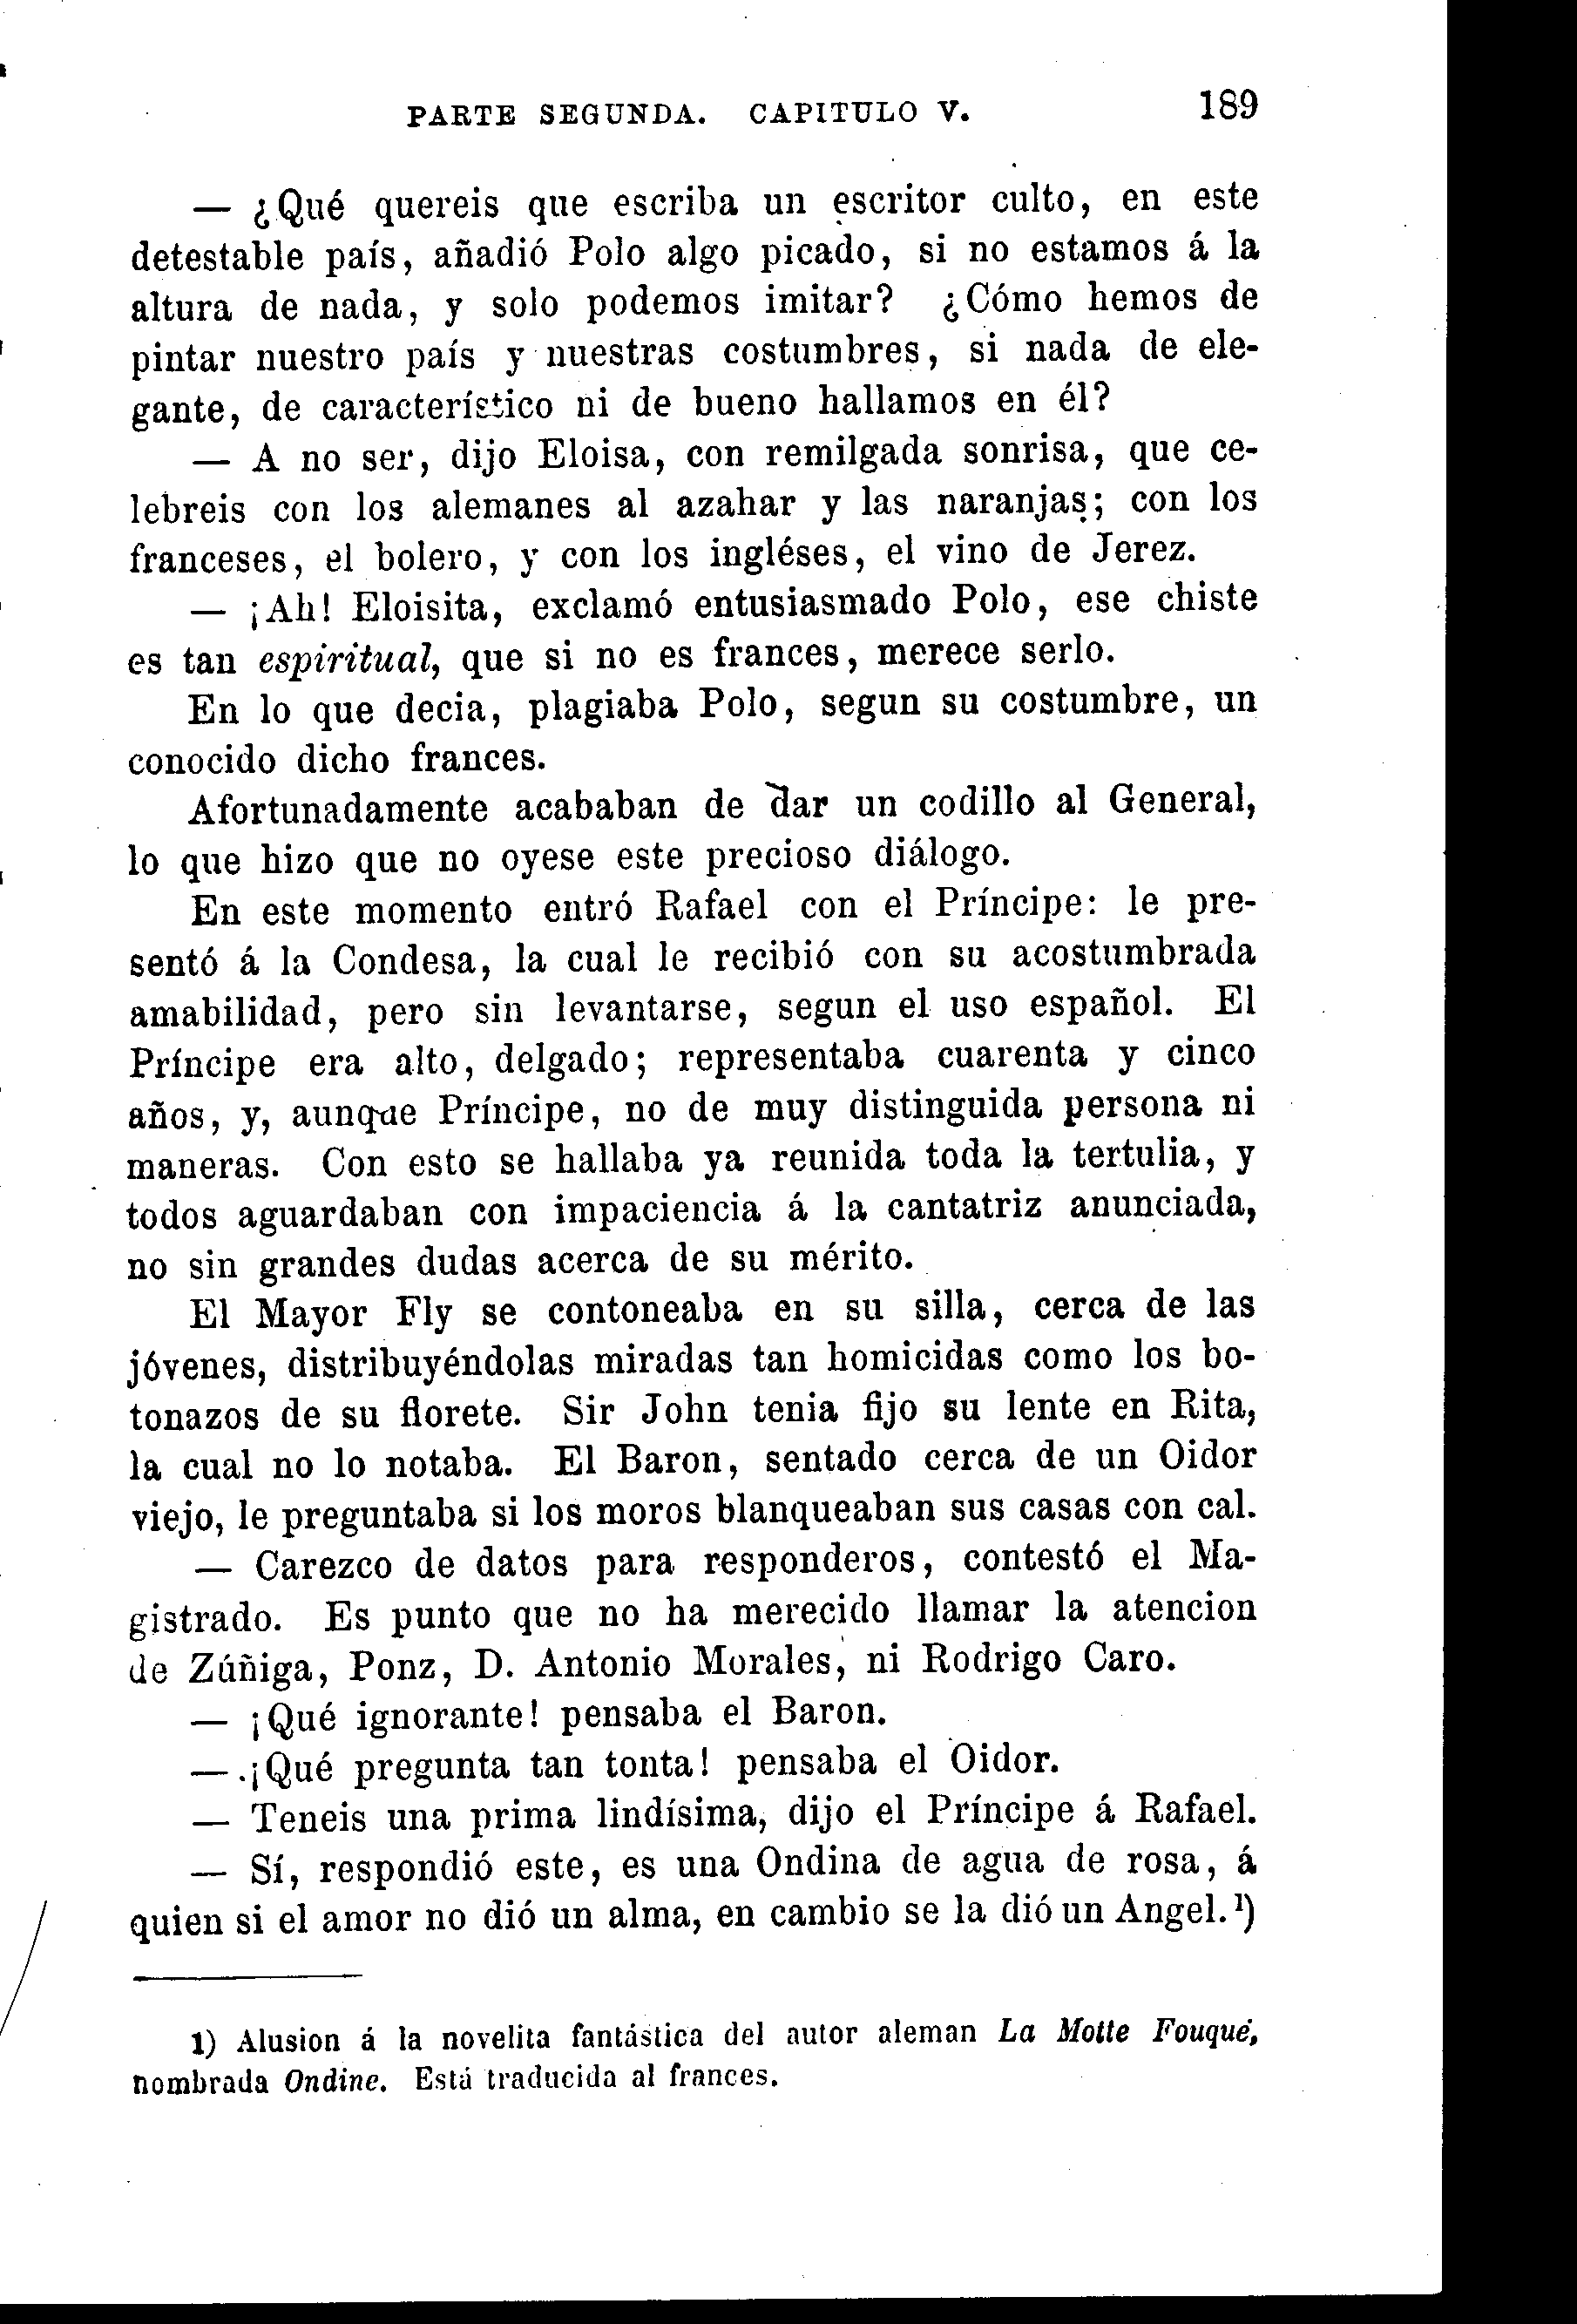 PARTE SEGUNDA. CAPITULO V. 189
— ¿Qué quereis que escriba un escritor culto, en este
detestable país, añadió Polo algo picado, si no estamos á la
altura de nada, y solo podemos imitar? ¿Cómo hemos de
pintar nuestro país y nuestras costumbres, si nada de ele-
gante, de característico ni de bueno hallamos en él?
— A no ser, dijo Eloisa, con remilgada sonrisa, que ce-
lebreis con los alemanes al azahar y las naranjas; con los
franceses, el bolero, y con los ingléses, el vino de Jerez.
— ¡Ah! Eloisita, exclamó entusiasmado Polo, ese chiste
es tan espiritual, que si no es frances, merece serlo.
En lo que decia, plagiaba Polo, segun su costumbre, un
conocido dicho frances.
Afortunadamente acababan de dar un codillo al General,
lo que hizo que no oyese este precioso diálogo.
En este momento entró Rafael con el Príncipe: le pre-
sentó á la Condesa, la cual le recibió con su acostumbrada
amabilidad, pero sin levantarse, segun el uso español. El
Príncipe era alto, delgado; representaba cuarenta y cinco
años, y, aunque Príncipe, no de muy distinguida persona ni
maneras. Con esto se hallaba ya reunida toda la tertulia, y
todos aguardaban con impaciencia á la cantatriz anunciada,
no sin grandes dudas acerca de su mérito.
El Mayor Fly se contoneaba en su silla, cerca de las
jóvenes, distribuyéndolas miradas tan homicidas como los bo-
tonazos de su florete. Sir John tenia fijo su lente en Rita,
la cual no lo notaba. El Baron, sentado cerca de un Oidor
viejo, le preguntaba si los moros blanqueaban sus casas con cal.
— Carezco de datos para responderos, contestó el Ma-
gistrado. Es punto que no ha merecido llamar la atencion
de Zúñiga, Ponz, D. Antonio Morales, ni Rodrigo Caro.
— ¡Qué ignorante! pensaba el Baron.
— ¡Qué pregunta tan tonta! pensaba el Oidor.
— Teneis una prima lindísima, dijo el Príncipe á Rafael.
— Sí, respondió este, es una Ondina de agua de rosa, á
quien si el amor no dió un alma, en cambio se la dió un Angel.¹)
1) Alusion á la novelita fantástica del autor aleman La Motte Fouqué,
nombrada Ondine. Está traducida al frances.